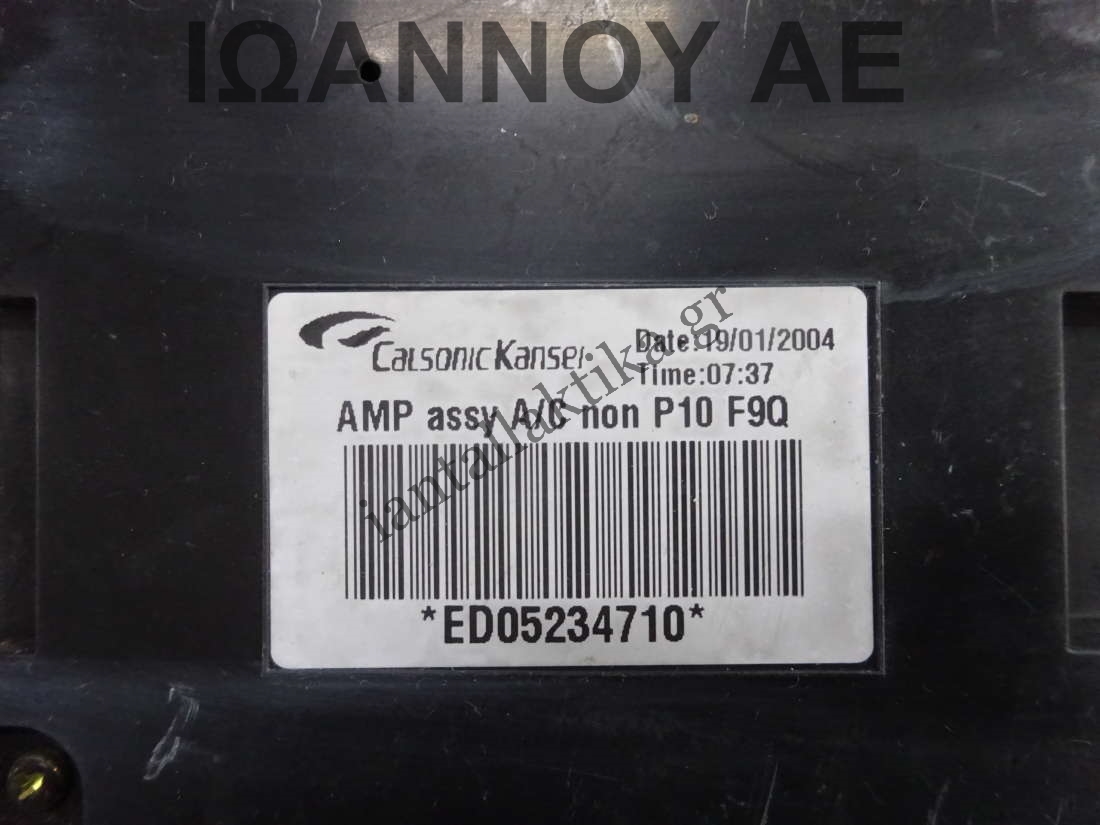 ΙΩΑΝΝΟΥ ΑΕ
CalsonicKansei
Date:19/01/2004
Time:07:37
AMP assy A/C non P10 F9Q
*ED05234710*
iantallaktika.gr